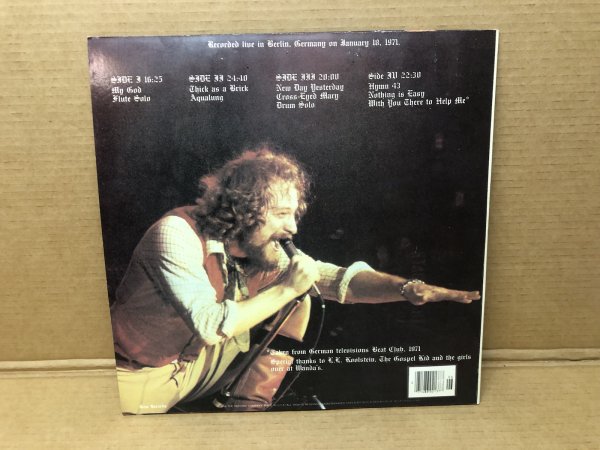 Recorded live in Berlin, Germany on January 18, 1971.
SIDE I 16:25
My God
Flute Solo
SIDE II 24:40
Thick as a Brick
Aqualung
SIDE III 20:00
New Day Yesterday
Cross-Eyed Mary
Drum Solo
Side IV 22:30
Hymn 43
Nothing is Easy
With You There to Help Me*
*Taken from German televisions Beat Club, 1971
Special thanks to L.L. Koolstein, The Gospel Kid and the girls
over at Wanda's.